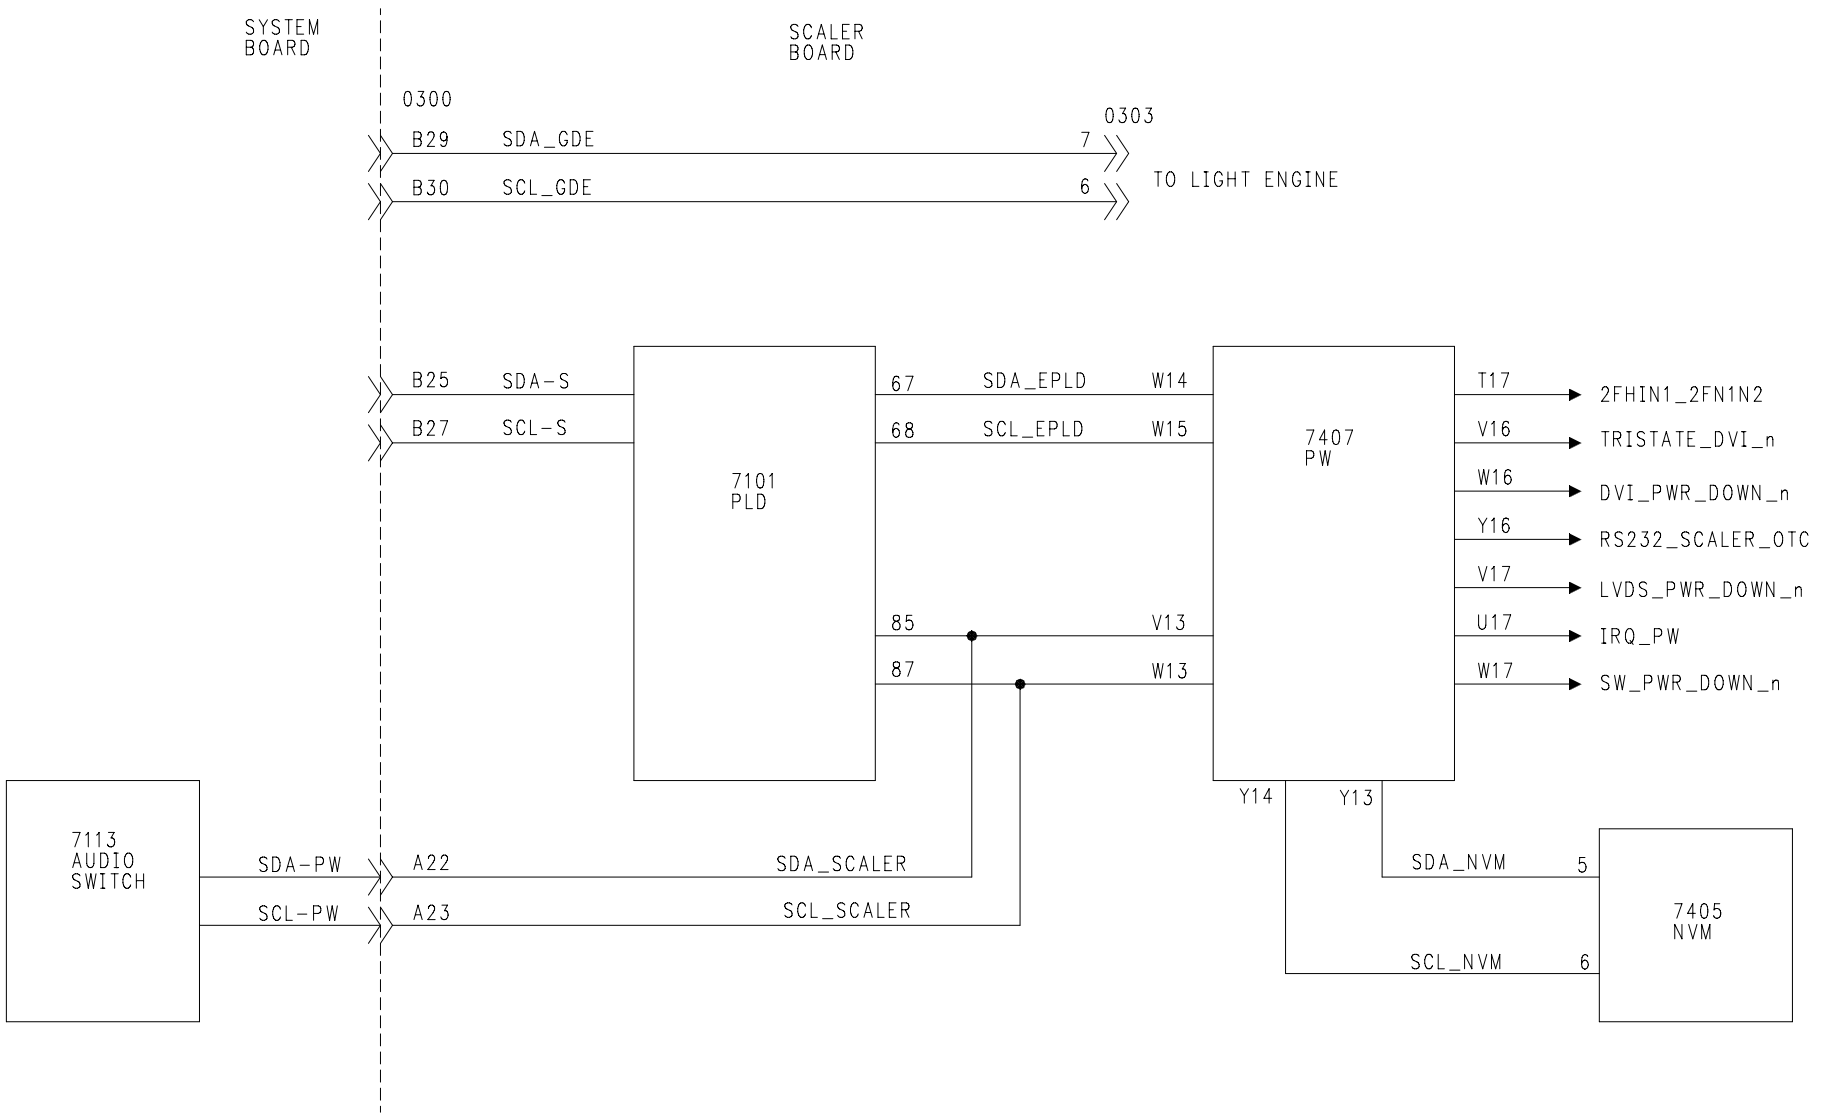 SYSTEM
BOARD
SCALER
BOARD
0300
0303
B29 SDA_GDE 7
B30 SCL_GDE 6
TO LIGHT ENGINE
B25 SDA-S
B27 SCL-S
7101
PLD
67 SDA_EPLD W14
68 SCL_EPLD W15
85 V13
87 W13
7407
PW
T17 2FHIN1_2FN1N2
V16 TRISTATE_DVI_n
W16 DVI_PWR_DOWN_n
Y16 RS232_SCALER_OTC
V17 LVDS_PWR_DOWN_n
U17 IRQ_PW
W17 SW_PWR_DOWN_n
Y14 Y13
7113
AUDIO
SWITCH
SDA-PW A22 SDA_SCALER
SCL-PW A23 SCL_SCALER
SDA_NVM 5
SCL_NVM 6
7405
NVM